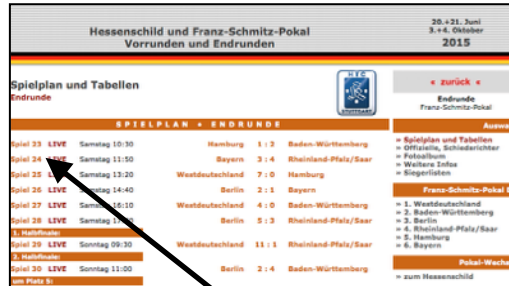 Hessenschild und Franz-Schmitz-Pokal
Vorrunden und Endrunden
20.+21. Juni
3.+4. Oktober
2015
Spielplan und Tabellen
Endrunde
HTC
« zurück «
Endrunde
Franz-Schmitz-Pokal
SPIELPLAN • ENDRUNDE
Spiel 23 LIVE Samstag 10:30 Hamburg 1 : 2 Baden-Württemberg
Spiel 24 LIVE Samstag 11:50 Bayern 3 : 4 Rheinland-Pfalz/Saar
Spiel 25 LIVE Samstag 13:20 Westdeutschland 7 : 0 Hamburg
Spiel 26 LIVE Samstag 14:40 Berlin 2 : 1 Bayern
Spiel 27 LIVE Samstag 16:10 Westdeutschland 4 : 0 Baden-Württemberg
Spiel 28 LIVE Samstag Berlin 5 : 3 Rheinland-Pfalz/Saar
1. Halbfinale:
Spiel 29 LIVE Sonntag 09:30 Westdeutschland 11 : 1 Rheinland-Pfalz/Saar
2. Halbfinale:
Spiel 30 LIVE Sonntag 11:00 Berlin 2 : 4 Baden-Württemberg
um Platz 5:
Auswa
» Spielplan und Tabellen
» Offizielle, Schiedsrichter
» Fotoalbum
» Weitere Infos
» Siegerlisten
Franz-Schmitz-Pokal
» 1. Westdeutschland
» 2. Baden-Württemberg
» 3. Berlin
» 4. Rheinland-Pfalz/Saar
» 5. Hamburg
» 6. Bayern
Pokal-Wechse
» zum Hessenschild